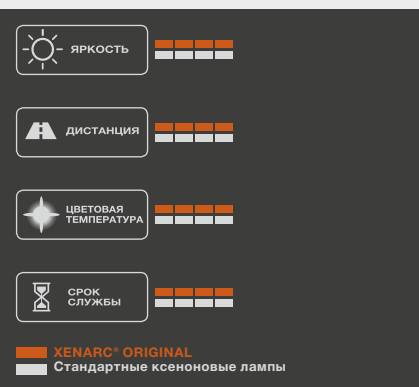 ЯРКОСТЬ
ДИСТАНЦИЯ
ЦВЕТОВАЯ
ТЕМПЕРАТУРА
СРОК
СЛУЖБЫ
XENARC® ORIGINAL
Стандартные ксеноновые лампы